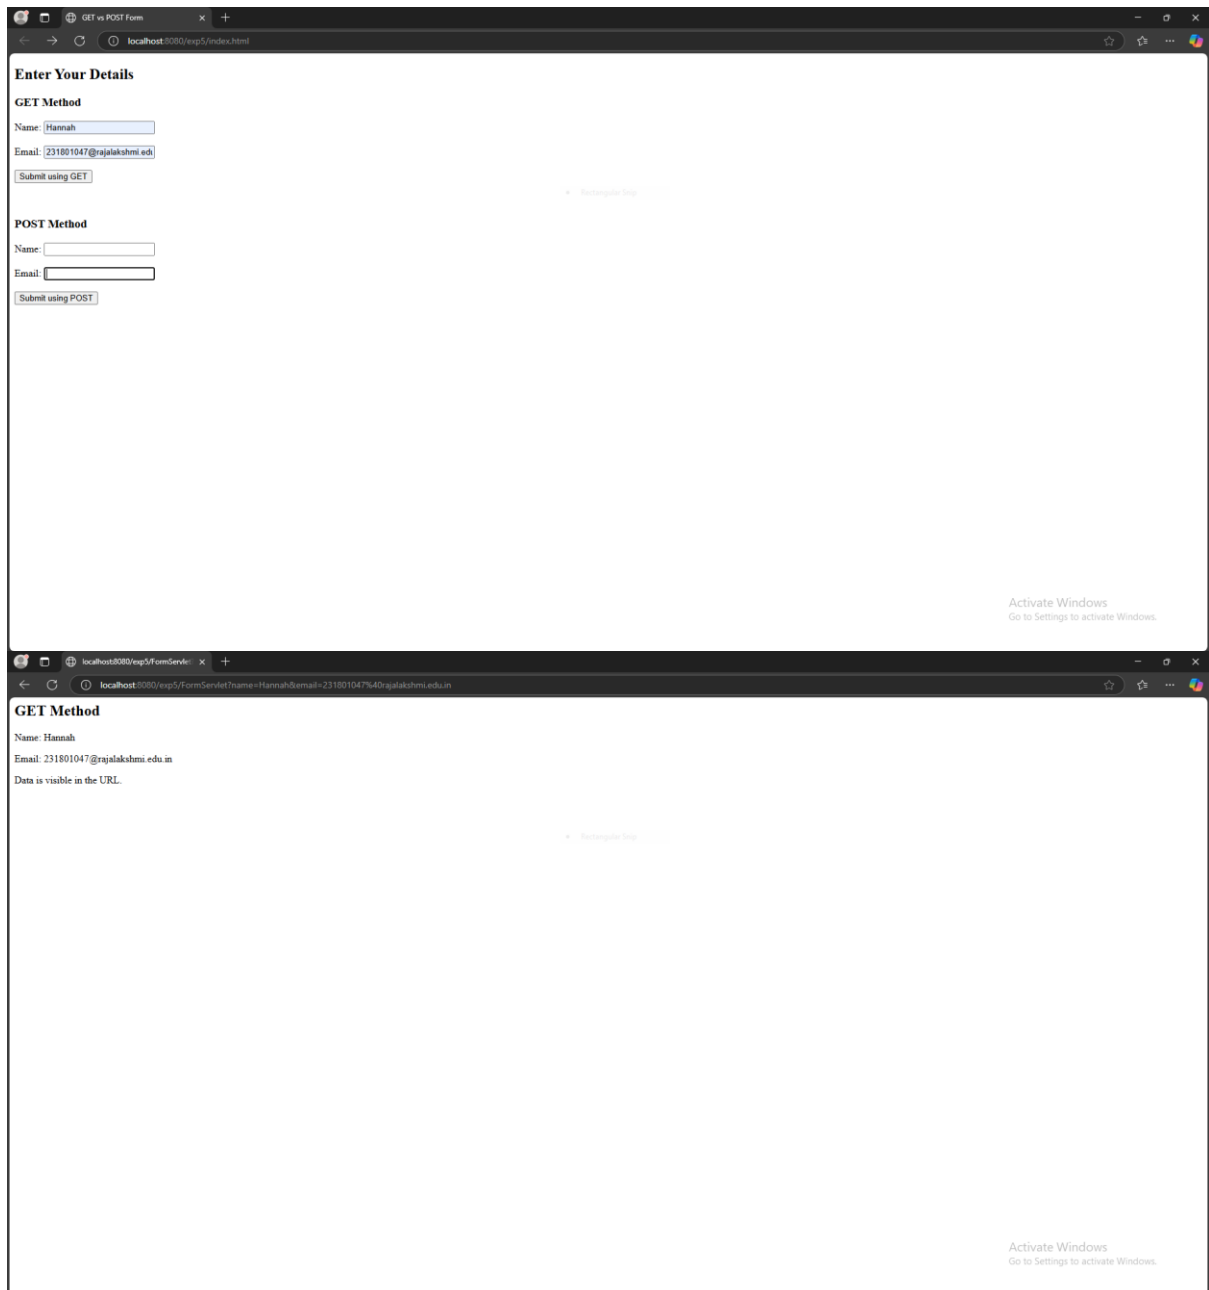 GET vs POST Form
localhost:8080/exp5/index.html
Enter Your Details
GET Method
Name: Hannah
Email: 231801047@rajalakshmi.edu
Submit using GET
Rectangular Snip
POST Method
Name:
Email:
Submit using POST
Activate Windows
Go to Settings to activate Windows.
localhost:8080/exp5/FormServlet
localhost:8080/exp5/FormServlet?name=Hannah&email=231801047%40rajalakshmi.edu.in
GET Method
Name: Hannah
Email: 231801047@rajalakshmi.edu.in
Data is visible in the URL.
Rectangular Snip
Activate Windows
Go to Settings to activate Windows.